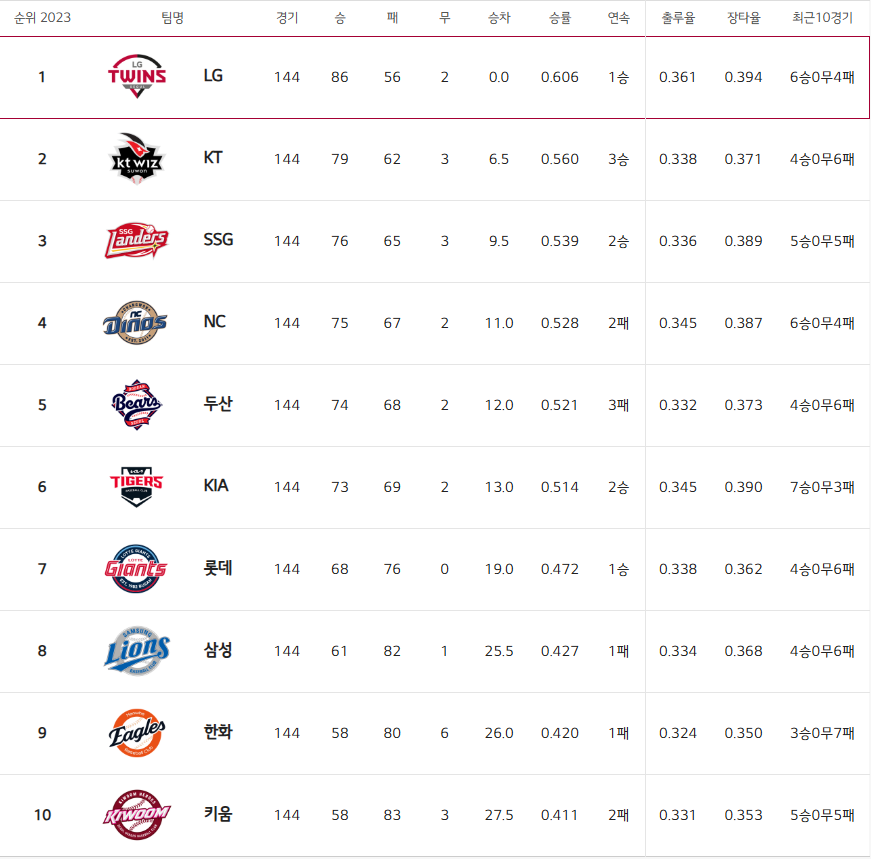 순위 2023 팀명 경기 승 패 무 승차 승률 연속 출루율 장타율 최근10경기
1 LG TWINS SEOUL LG 144 86 56 2 0.0 0.606 1승 0.361 0.394 6승0무4패
2 kt wiz suwon KT 144 79 62 3 6.5 0.560 3승 0.338 0.371 4승0무6패
3 SSG Landers SSG 144 76 65 3 9.5 0.539 2승 0.336 0.389 5승0무5패
4 NC Dinos NC 144 75 67 2 11.0 0.528 2패 0.345 0.387 6승0무4패
5 Bears 두산 144 74 68 2 12.0 0.521 3패 0.332 0.373 4승0무6패
6 TIGERS KIA 144 73 69 2 13.0 0.514 2승 0.345 0.390 7승0무3패
7 Giants 롯데 144 68 76 0 19.0 0.472 1승 0.338 0.362 4승0무6패
8 SAMSUNG Lions 삼성 144 61 82 1 25.5 0.427 1패 0.334 0.368 4승0무6패
9 Eagles 한화 144 58 80 6 26.0 0.420 1패 0.324 0.350 3승0무7패
10 KIWOOM 키움 144 58 83 3 27.5 0.411 2패 0.331 0.353 5승0무5패